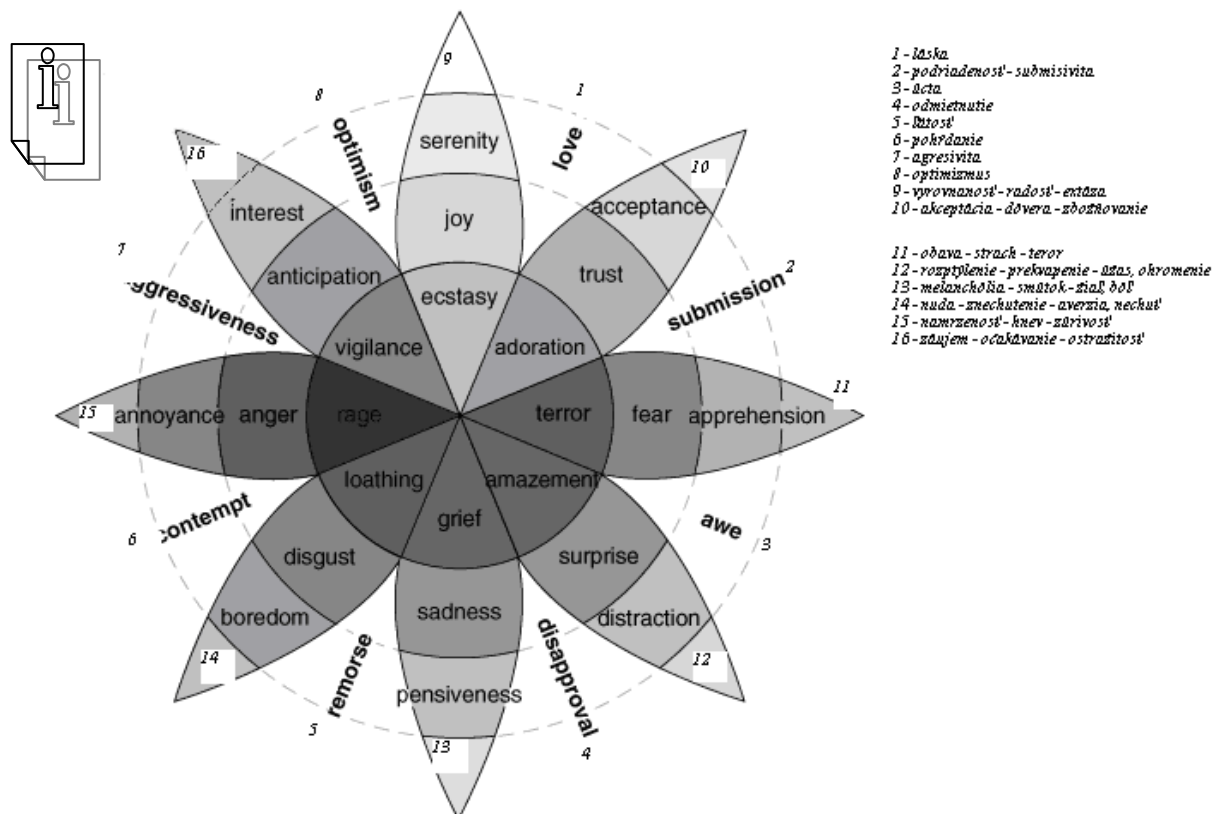 9
8
1
16
optimism
serenity
love
10
interest
joy
acceptance
7
anticipation
trust
2
ggressiveness
ecstasy
submission
vigilance
adoration
11
15
annoyance
anger
rage
terror
fear
apprehension
loathing
amazement
6
contempt
grief
awe
3
disgust
surprise
boredom
sadness
distraction
14
remorse
disapproval
12
pensiveness
5
13
4
1 - láska
2 - podriadenosť - submisivita
3 - úcta
4 - odmietnutie
5 - ľútosť
6 - pohŕdanie
7 - agresivita
8 - optimizmus
9 - vyrovnanosť - radosť - extáza
10 - akceptácia - dôvera - zbožňovanie
11 - obava - strach - teror
12 - rozptýlenie - prekvapenie - úžas, ohromenie
13 - melanchólia - smútok - žiaľ, bôľ
14 - nuda - znechutenie - averzia, nechuť
15 - namrzenosť - hnev - zúrivosť
16 - záujem - očakávanie - ostražitosť